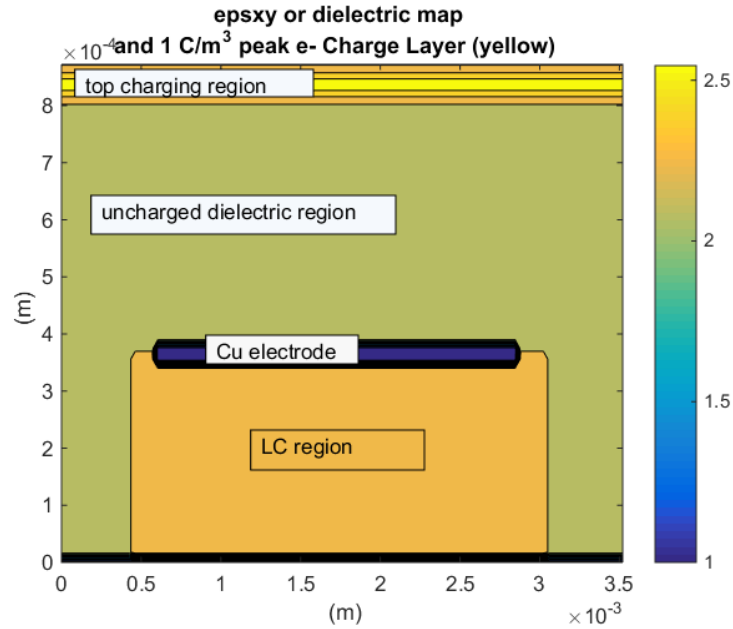 epsxy or dielectric map
and 1 C/m³ peak e- Charge Layer (yellow)
×10⁻⁴
top charging region
uncharged dielectric region
Cu electrode
LC region
8
7
6
5
4
3
2
1
0
(m)
0
0.5
1
1.5
2
2.5
3
3.5
(m)
×10⁻³
2.5
2
1.5
1